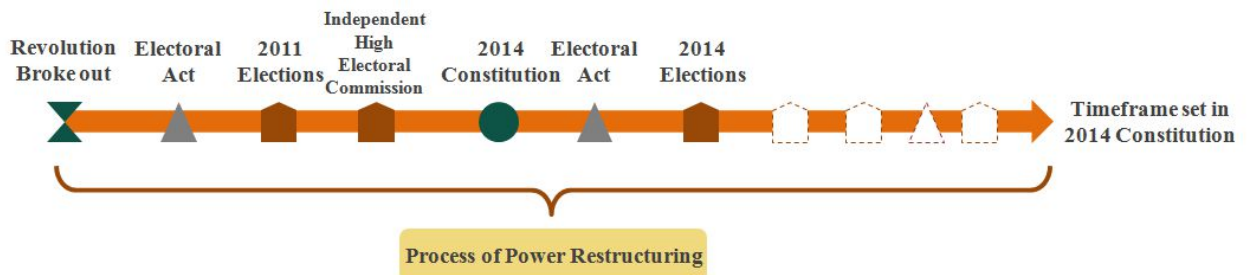 Revolution
Broke out
Electoral
Act
2011
Elections
Independent
High
Electoral
Commission
2014
Constitution
Electoral
Act
2014
Elections
Timeframe set in
2014 Constitution
Process of Power Restructuring